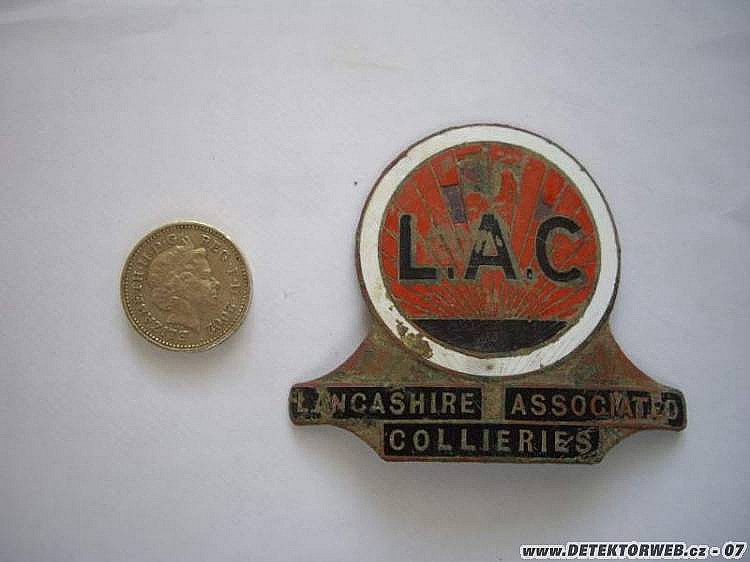 L.A.C
LANCASHIRE ASSOCIATED
COLLIERIES
www.DETEKTORWEB.cz - 07